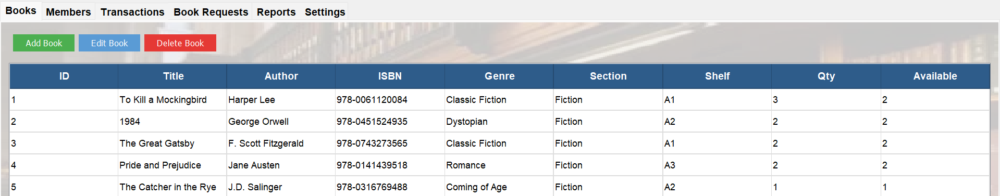 Books Members Transactions Book Requests Reports Settings
Add Book Edit Book Delete Book
ID Title Author ISBN Genre Section Shelf Qty Available
1 To Kill a Mockingbird Harper Lee 978-0061120084 Classic Fiction Fiction A1 3 2
2 1984 George Orwell 978-0451524935 Dystopian Fiction A2 2 2
3 The Great Gatsby F. Scott Fitzgerald 978-0743273565 Classic Fiction Fiction A1 2 2
4 Pride and Prejudice Jane Austen 978-0141439518 Romance Fiction A3 2 2
5 The Catcher in the Rye J.D. Salinger 978-0316769488 Coming of Age Fiction A2 1 1